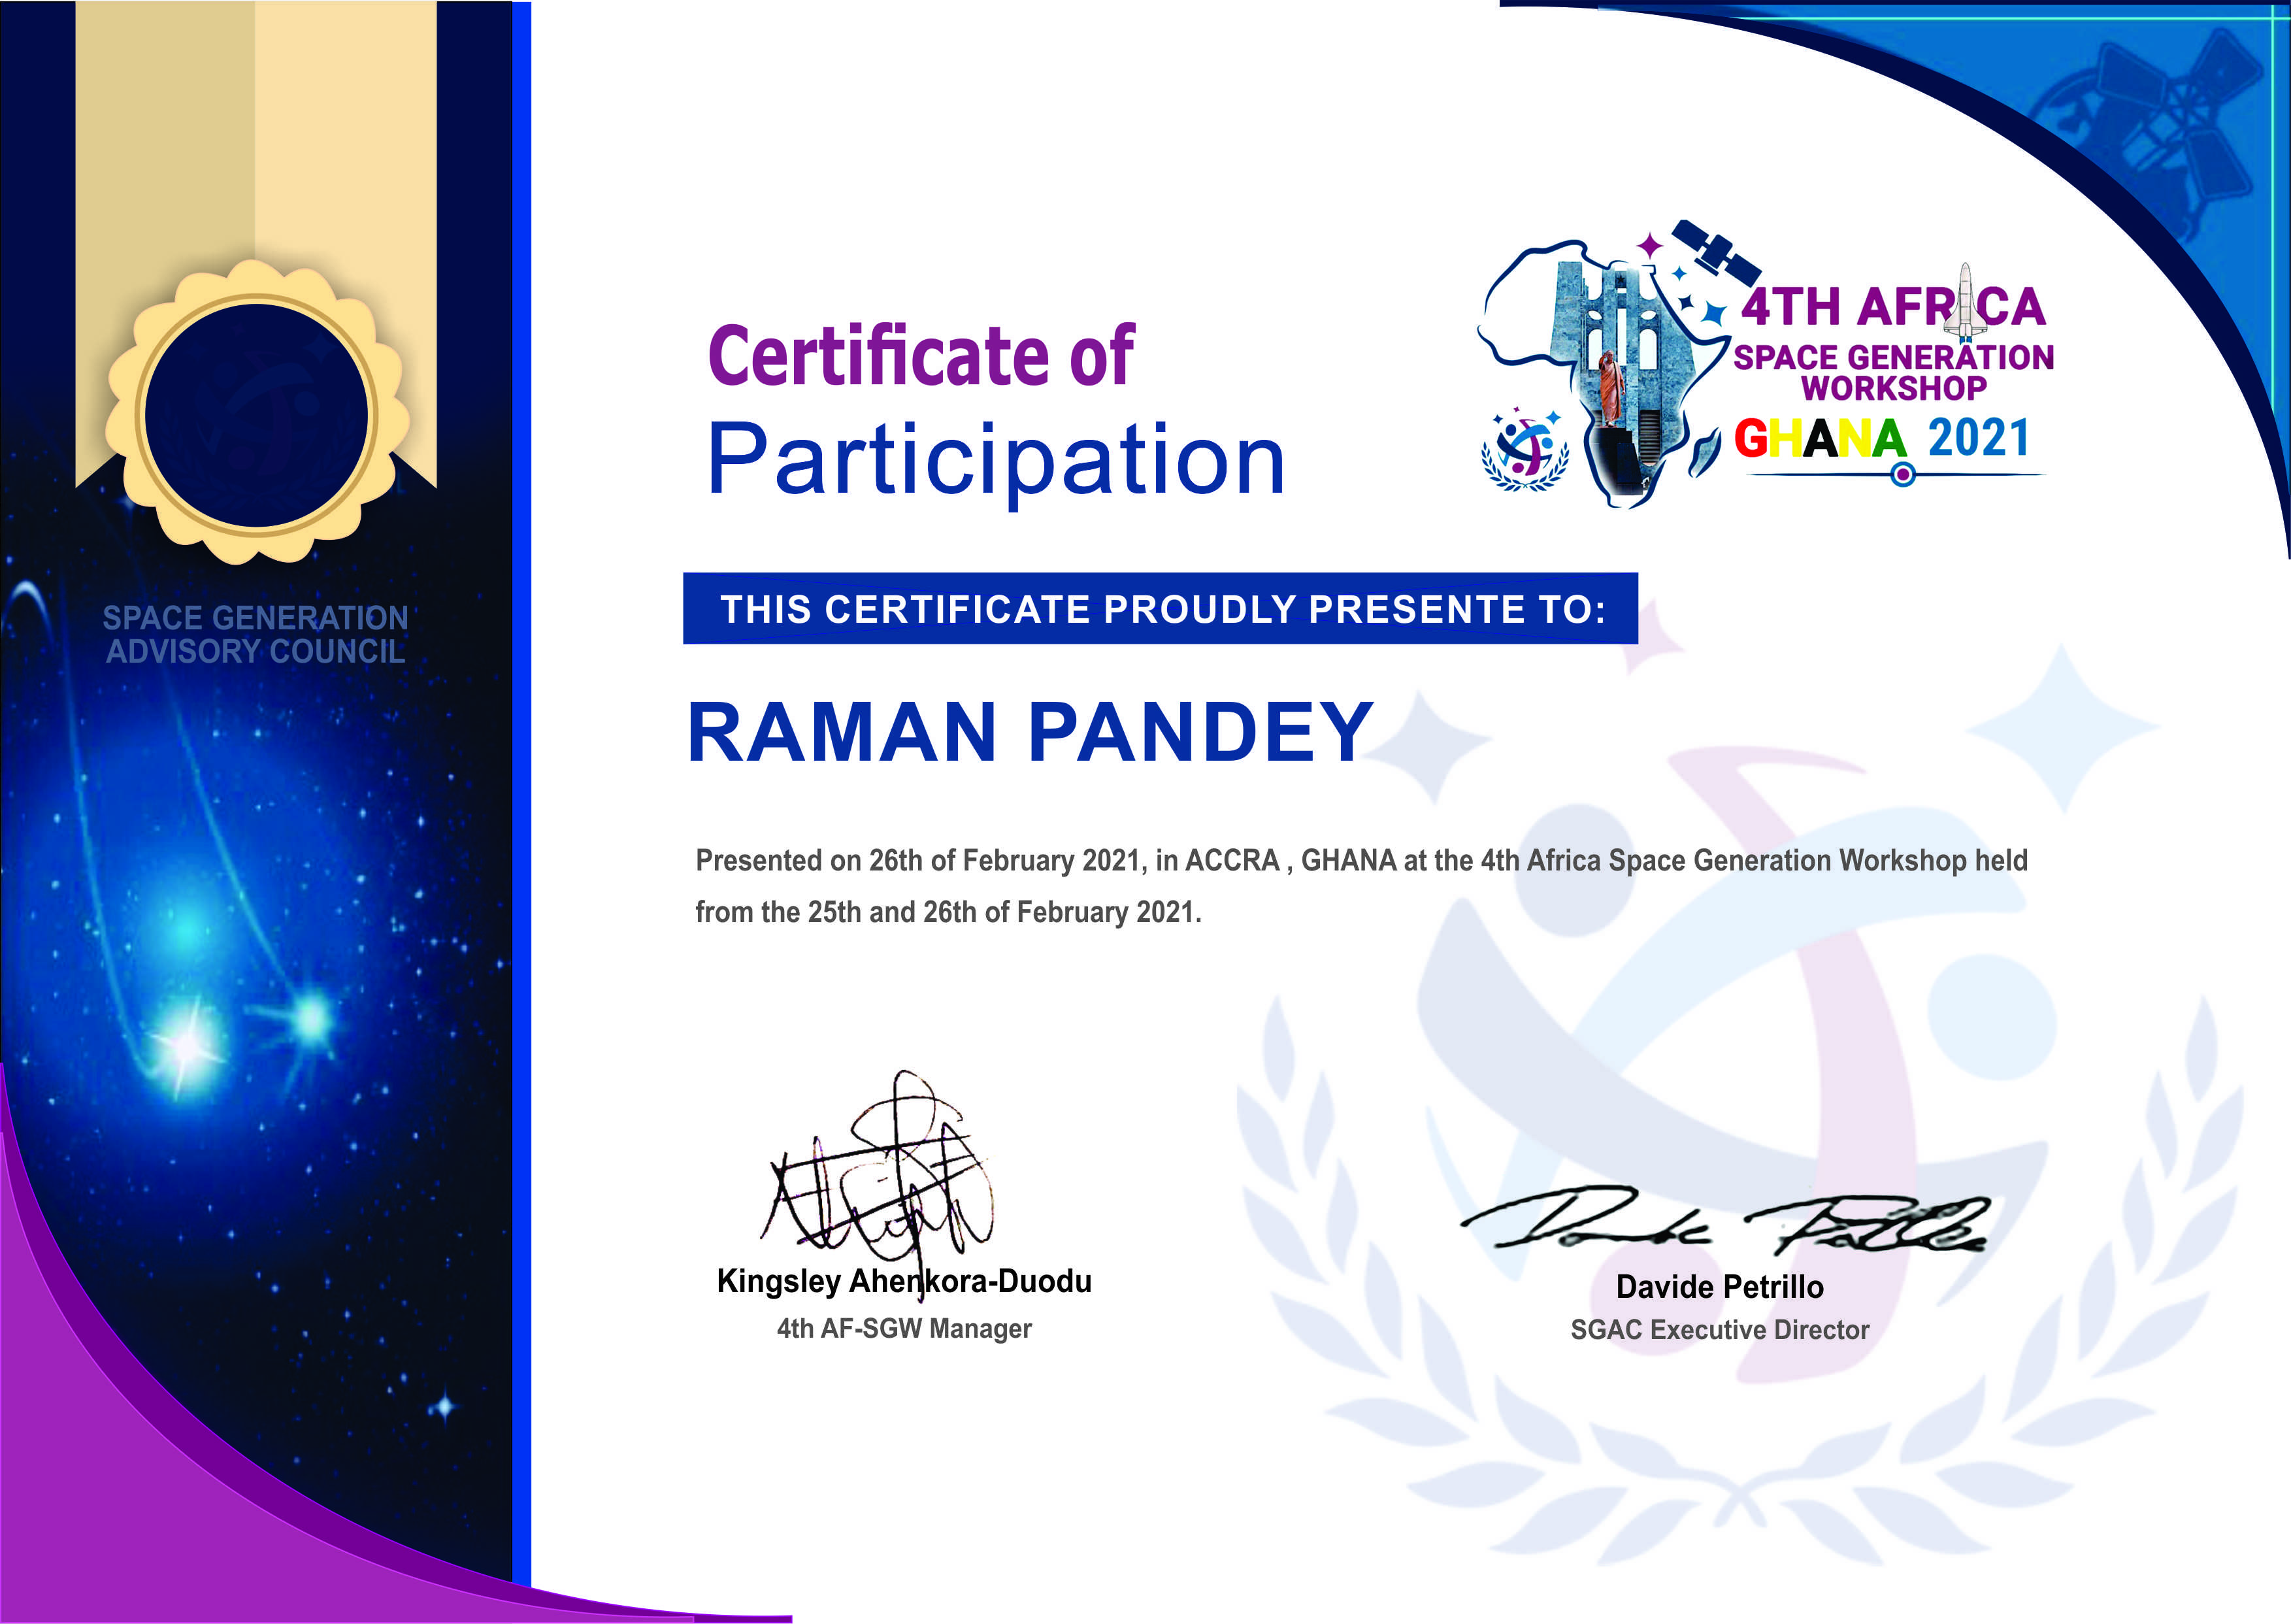 SPACE GENERATION
ADVISORY COUNCIL
Certificate of
Participation
4TH AFRICA
SPACE GENERATION
WORKSHOP
GHANA 2021
THIS CERTIFICATE PROUDLY PRESENTE TO:
RAMAN PANDEY
Presented on 26th of February 2021, in ACCRA , GHANA at the 4th Africa Space Generation Workshop held
from the 25th and 26th of February 2021.
Kingsley Ahenkora-Duodu
4th AF-SGW Manager
Davide Petrillo
SGAC Executive Director